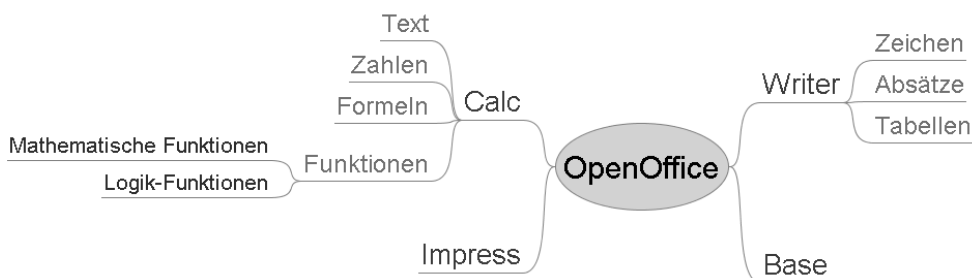 Text
Zahlen
Formeln
Calc
Mathematische Funktionen
Logik-Funktionen
Funktionen
Impress
OpenOffice
Writer
Zeichen
Absätze
Tabellen
Base